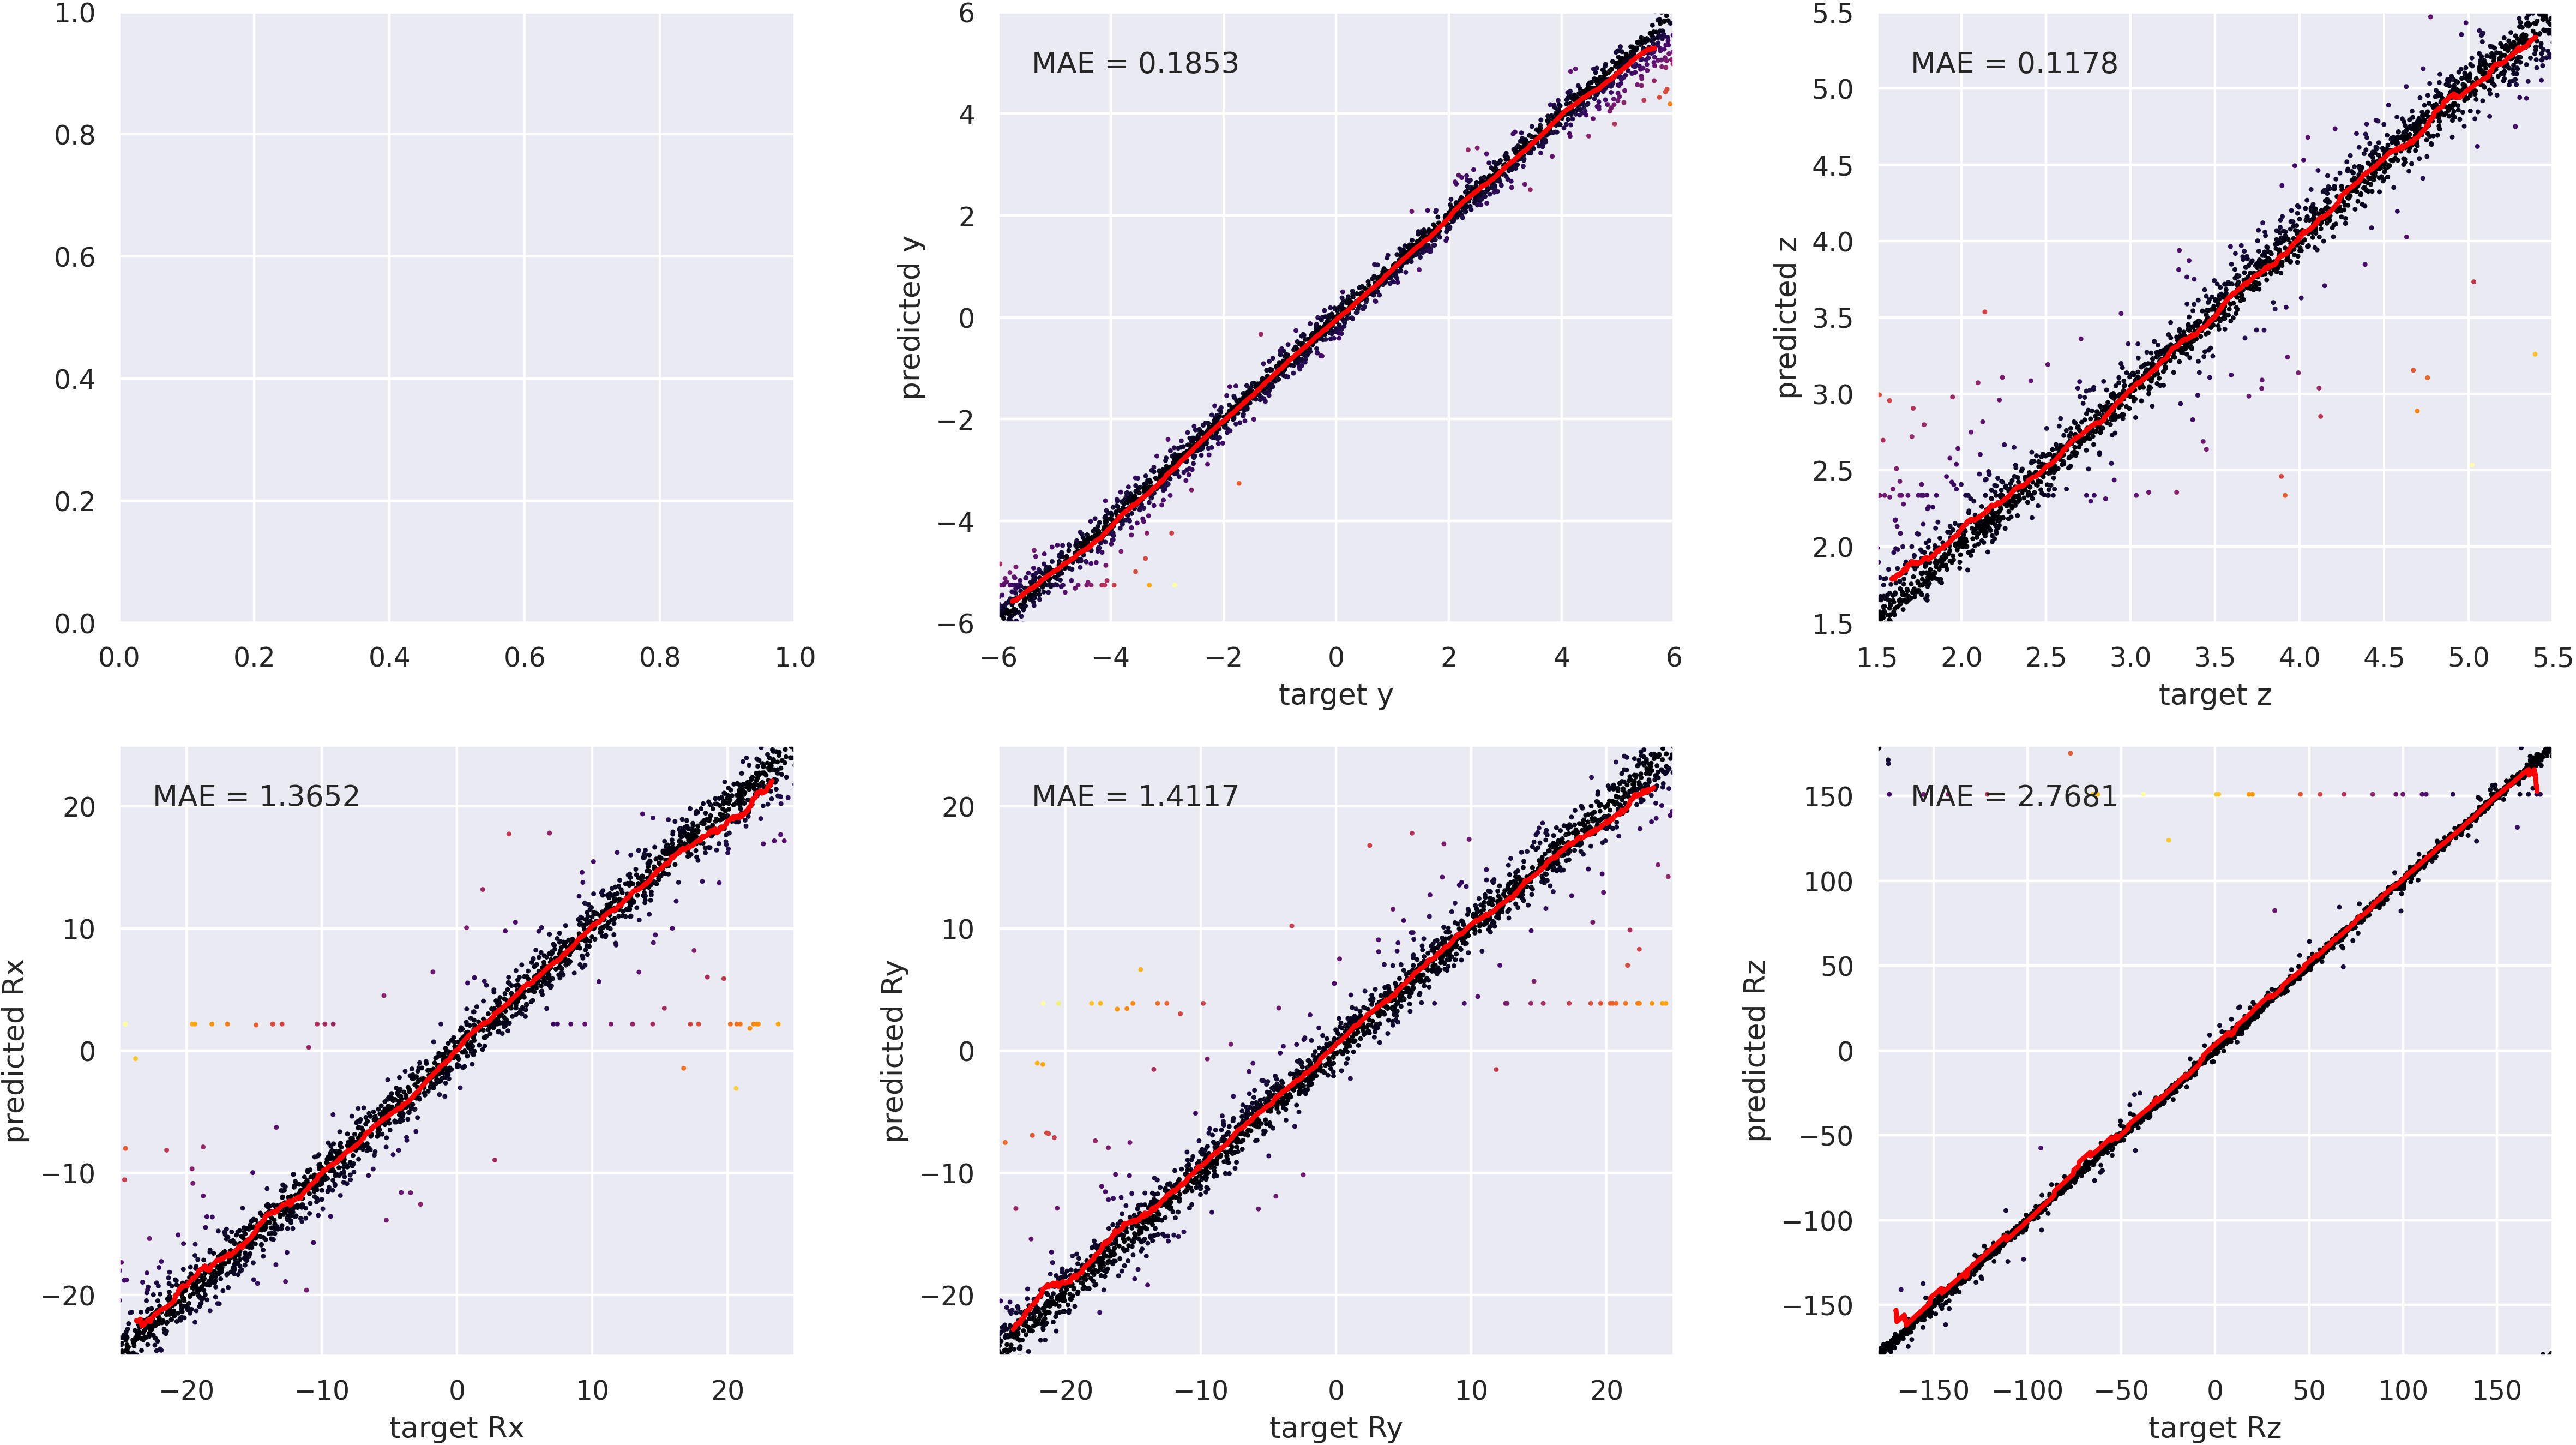 1.0
0.8
0.6
0.4
0.2
0.0
0.0 0.2 0.4 0.6 0.8 1.0
MAE = 0.1853
6
4
2
0
−2
−4
−6
predicted y
−6 −4 −2 0 2 4 6
target y
MAE = 0.1178
5.5
5.0
4.5
4.0
3.5
3.0
2.5
2.0
1.5
predicted z
1.5 2.0 2.5 3.0 3.5 4.0 4.5 5.0 5.5
target z
MAE = 1.3652
20
10
0
−10
−20
predicted Rx
−20 −10 0 10 20
target Rx
MAE = 1.4117
20
10
0
−10
−20
predicted Ry
−20 −10 0 10 20
target Ry
MAE = 2.7681
150
100
50
0
−50
−100
−150
predicted Rz
−150 −100 −50 0 50 100 150
target Rz